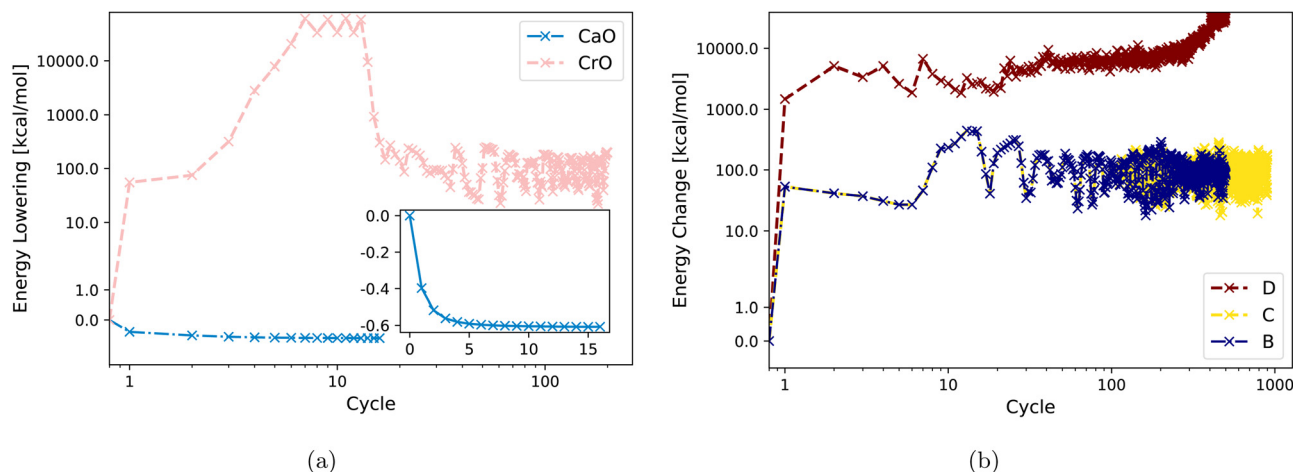 Energy Lowering [kcal/mol]
10000.0
1000.0
100.0
10.0
1.0
0.0
CaO
CrO
0.0
-0.2
-0.4
-0.6
0 5 10 15
1 10 100
Cycle
(a)
Energy Change [kcal/mol]
10000.0
1000.0
100.0
10.0
1.0
0.0
D
C
B
1 10 100 1000
Cycle
(b)